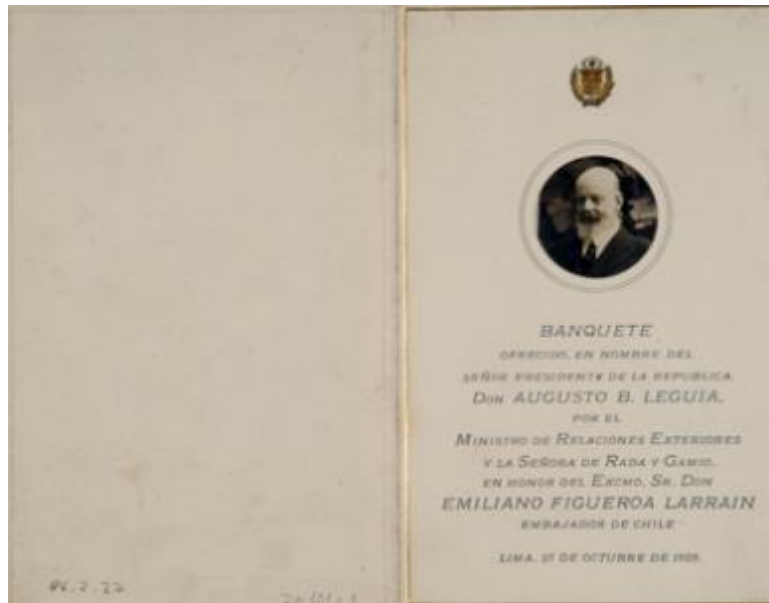 BANQUETE
OFRECIDO, EN NOMBRE DEL
SEÑOR PRESIDENTE DE LA REPUBLICA
DON AUGUSTO B. LEGUIA,
POR EL
MINISTRO DE RELACIONES EXTERIORES
Y LA SEÑORA DE RADA Y GAMIO,
EN HONOR DEL EXCMO. SR. DON
EMILIANO FIGUEROA LARRAIN
EMBAJADOR DE CHILE
LIMA, 27 DE OCTUBRE DE